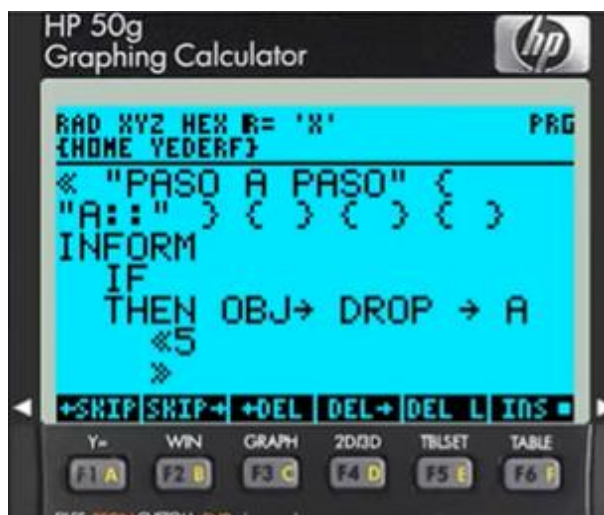 HP 50g
Graphing Calculator
hp
RAD XYZ HEX R= 'X' PRG
{HOME YEDERF}
« "PASO A PASO" {
"A::" } { } { } { }
INFORM
IF
THEN OBJ→ DROP → A
«5
»
←SKIP SKIP→ ←DEL DEL→ DEL L INS ▪
Y= WIN GRAPH 2D/3D TBLSET TABLE
F1 A F2 B F3 C F4 D F5 E F6 F